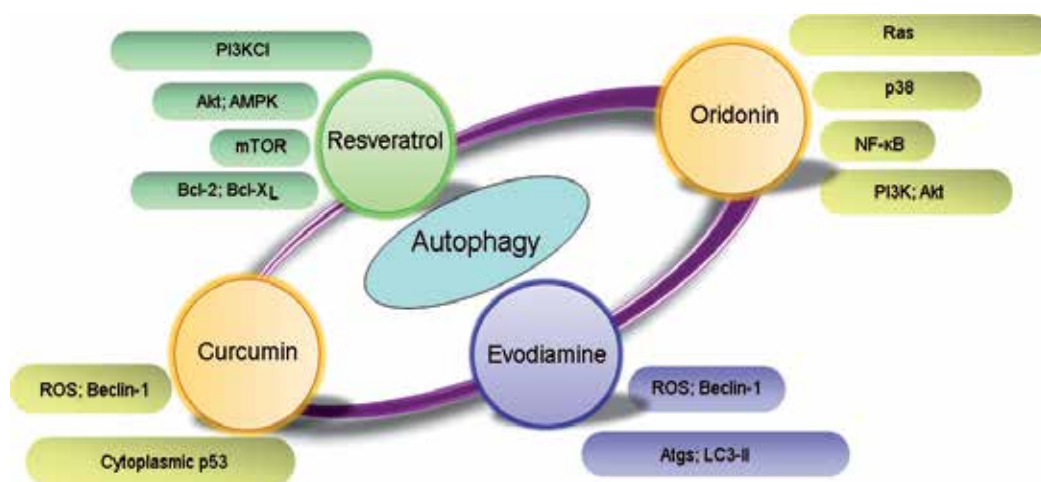 PI3KCI
Akt; AMPK
mTOR
Bcl-2; Bcl-XL
Resveratrol
Oridonin
Ras
p38
NF-κB
PI3K; Akt
Autophagy
Curcumin
ROS; Beclin-1
Cytoplasmic p53
Evodiamine
ROS; Beclin-1
Atgs; LC3-II